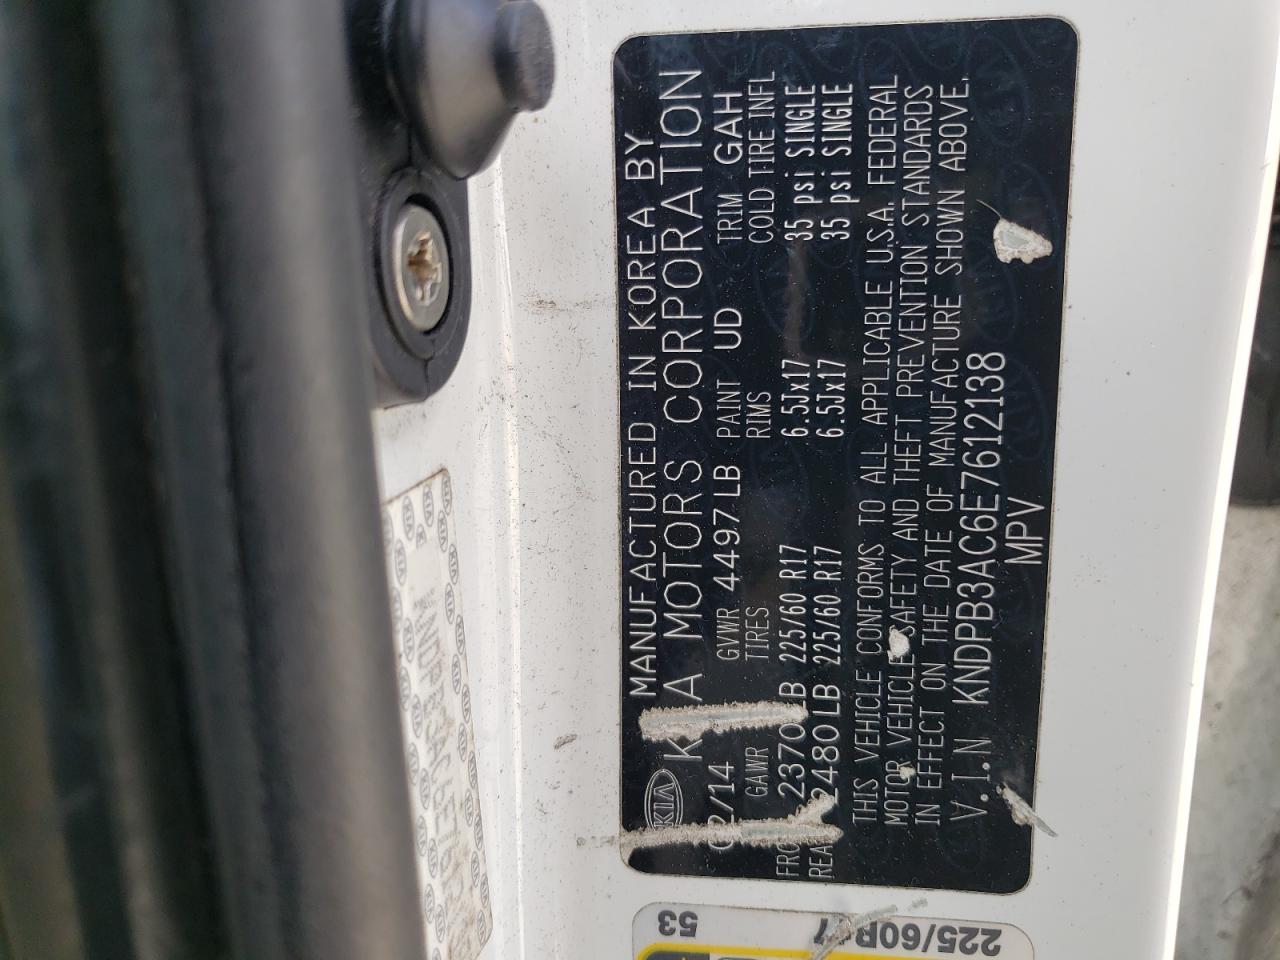 MANUFACTURED IN KOREA BY
KIA
K A MOTORS CORPORATION
2/14 GVWR 4497LB PAINT UD TRIM GAH
GAWR TIRES RIMS COLD TIRE INFL
2370 LB 225/60 R17 6.5Jx17 35 psi SINGLE
2480LB 225/60 R17 6.5Jx17 35 psi SINGLE
THIS VEHICLE CONFORMS TO ALL APPLICABLE U.S.A. FEDERAL
MOTOR VEHICLE SAFETY AND THEFT PREVENTION STANDARDS
IN EFFECT ON THE DATE OF MANUFACTURE SHOWN ABOVE.
V.I.N KNDPB3AC6E7612138
MPV
53
225/60R17